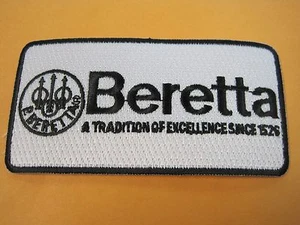 Beretta
A TRADITION OF EXCELLENCE SINCE 1526
P. BERETTA